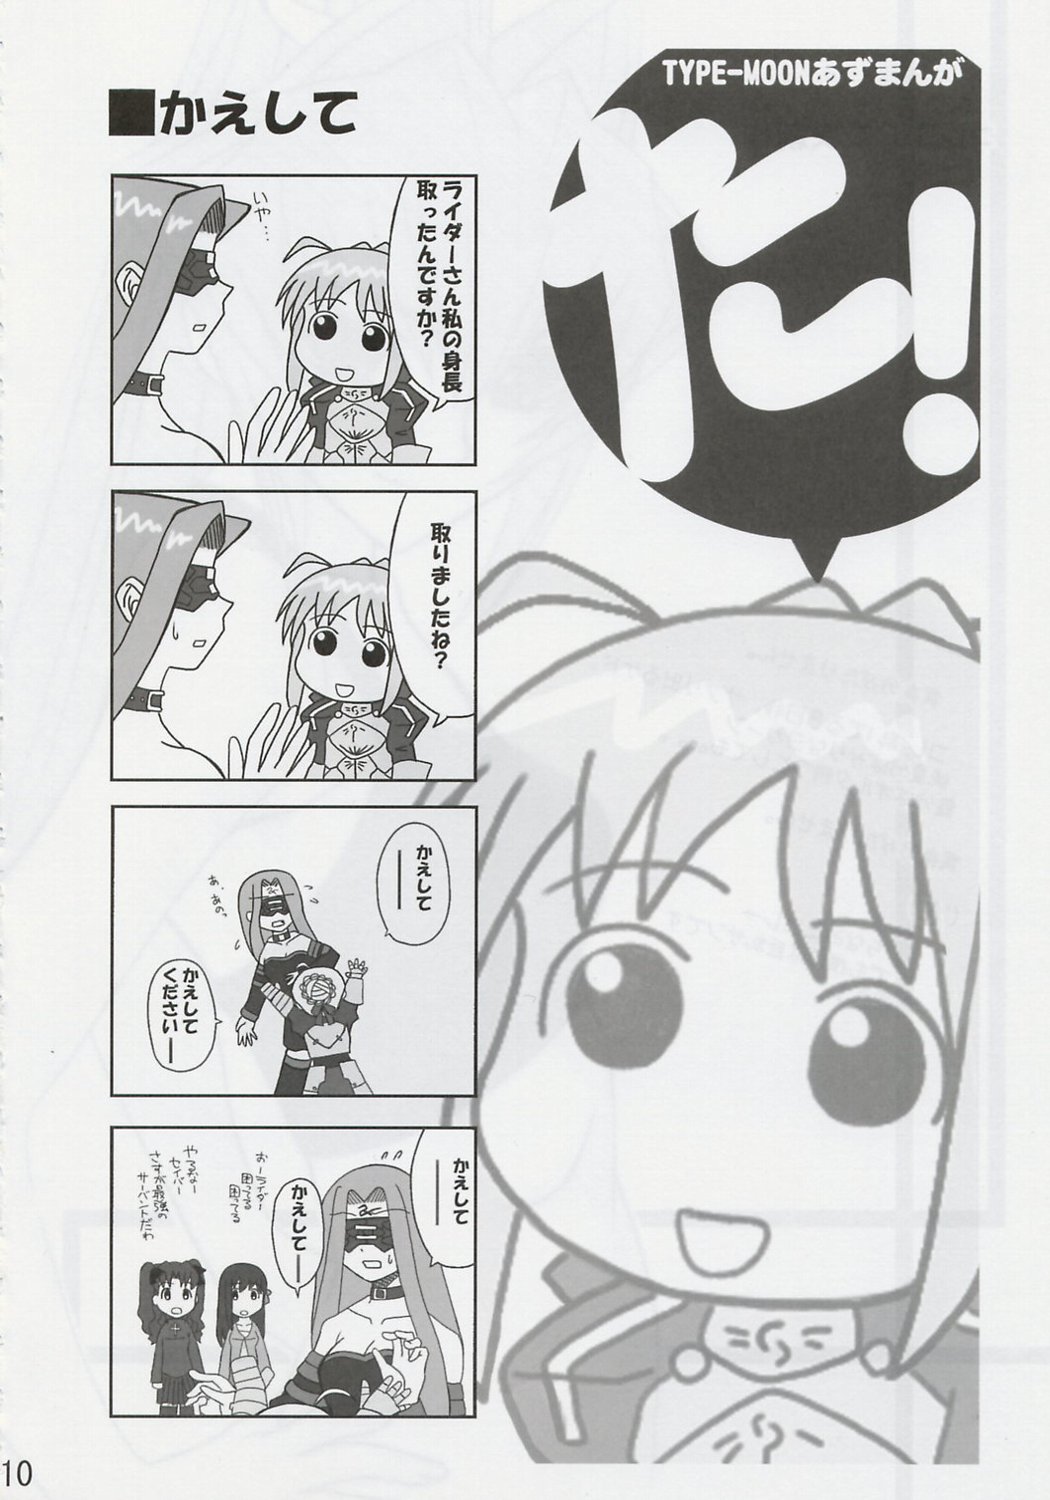 TYPE-MOONあずまんが
だ!
■かえして
ライダーさん私の身長
取ったんですか?
いや…
取りましたね?
かえして
ーー
あ、あのっ
かえして
くださいー
かえして
ーー
かえしてー
おーライダー
困ってる
困ってる
やるなー
セイバー
さすが最強の
サーバントだわ
10